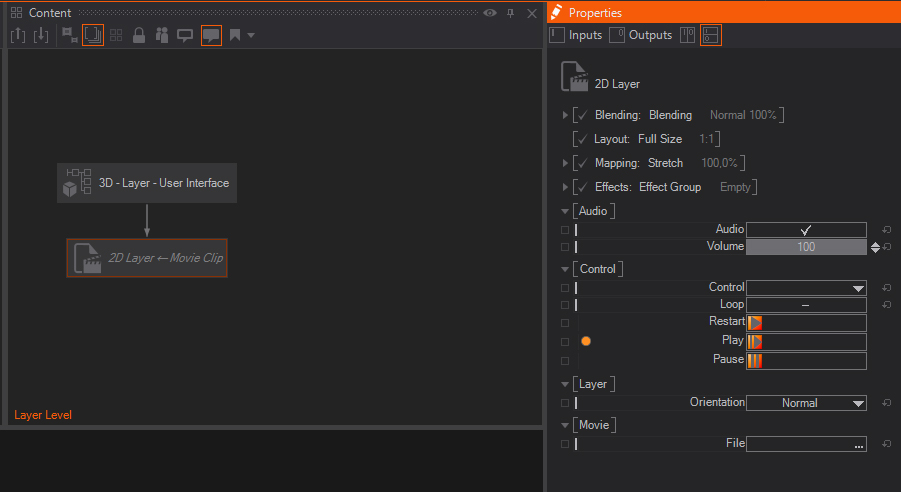 Content
3D - Layer - User Interface
2D Layer ← Movie Clip
Layer Level
Properties
Inputs Outputs
2D Layer
Blending: Blending Normal 100%
Layout: Full Size 1:1
Mapping: Stretch 100,0%
Effects: Effect Group Empty
Audio
Audio
Volume 100
Control
Control
Loop –
Restart
Play
Pause
Layer
Orientation Normal
Movie
File ...